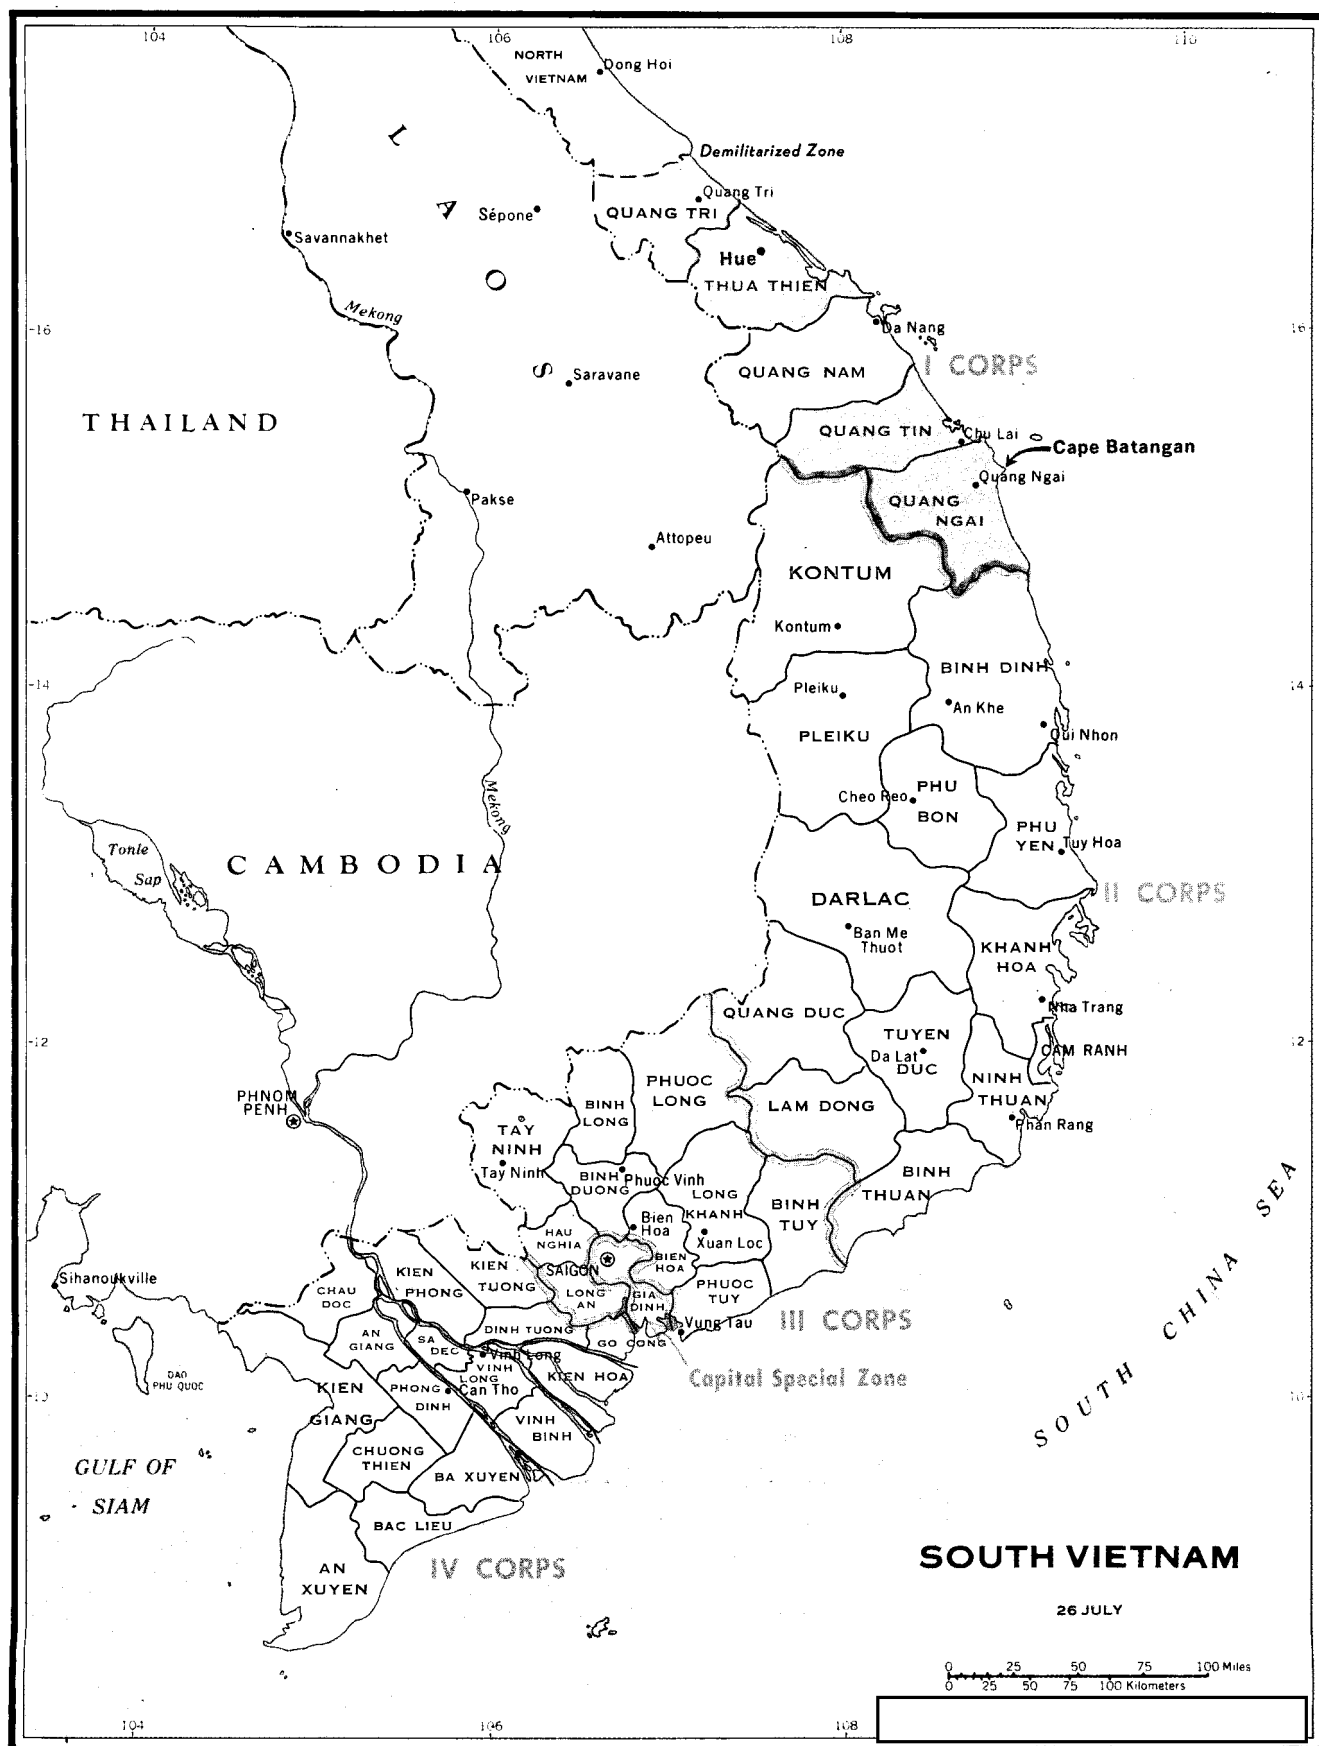 104
106
108
110
NORTH
VIETNAM
Dong Hoi
L
A
O
S
Demilitarized Zone
Quang Tri
QUANG TRI
Sépone
Savannakhet
Hue
THUA THIEN
Mekong
16
16
Da Nang
I CORPS
QUANG NAM
Saravane
THAILAND
QUANG TIN
Chu Lai
Cape Batangan
Quang Ngai
QUANG
NGAI
Pakse
Attopeu
KONTUM
Kontum
BINH DINH
14
14
Pleiku
An Khe
PLEIKU
Qui Nhon
Mekong
PHU
BON
Cheo Reo
PHU
YEN
Tuy Hoa
Tonle
Sap
CAMBODIA
II CORPS
DARLAC
Ban Me
Thuot
KHANH
HOA
Nha Trang
QUANG DUC
12
12
TUYEN
DUC
Da Lat
CAM RANH
NINH
THUAN
PHUOC
LONG
PHNOM
PENH
BINH
LONG
LAM DONG
Phan Rang
TAY
NINH
Tay Ninh
BINH
DUONG
Phuoc Vinh
LONG
KHANH
BINH
TUY
BINH
THUAN
Bien
Hoa
Xuan Loc
HAU
NGHIA
BIEN
HOA
SAIGON
KIEN
PHONG
KIEN
TUONG
LONG
AN
GIA
DINH
PHUOC
TUY
Sihanoukville
CHAU
DOC
Vung Tau
III CORPS
DINH TUONG
GO CONG
AN
GIANG
SA
DEC
Vinh Long
VINH
LONG
KIEN HOA
Capital Special Zone
DAO
PHU QUOC
KIEN
GIANG
PHONG
DINH
Can Tho
10
10
VINH
BINH
SOUTH CHINA SEA
CHUONG
THIEN
BA XUYEN
GULF OF
SIAM
BAC LIEU
AN
XUYEN
IV CORPS
SOUTH VIETNAM
26 JULY
0 25 50 75 100 Miles
0 25 50 75 100 Kilometers
104
106
108